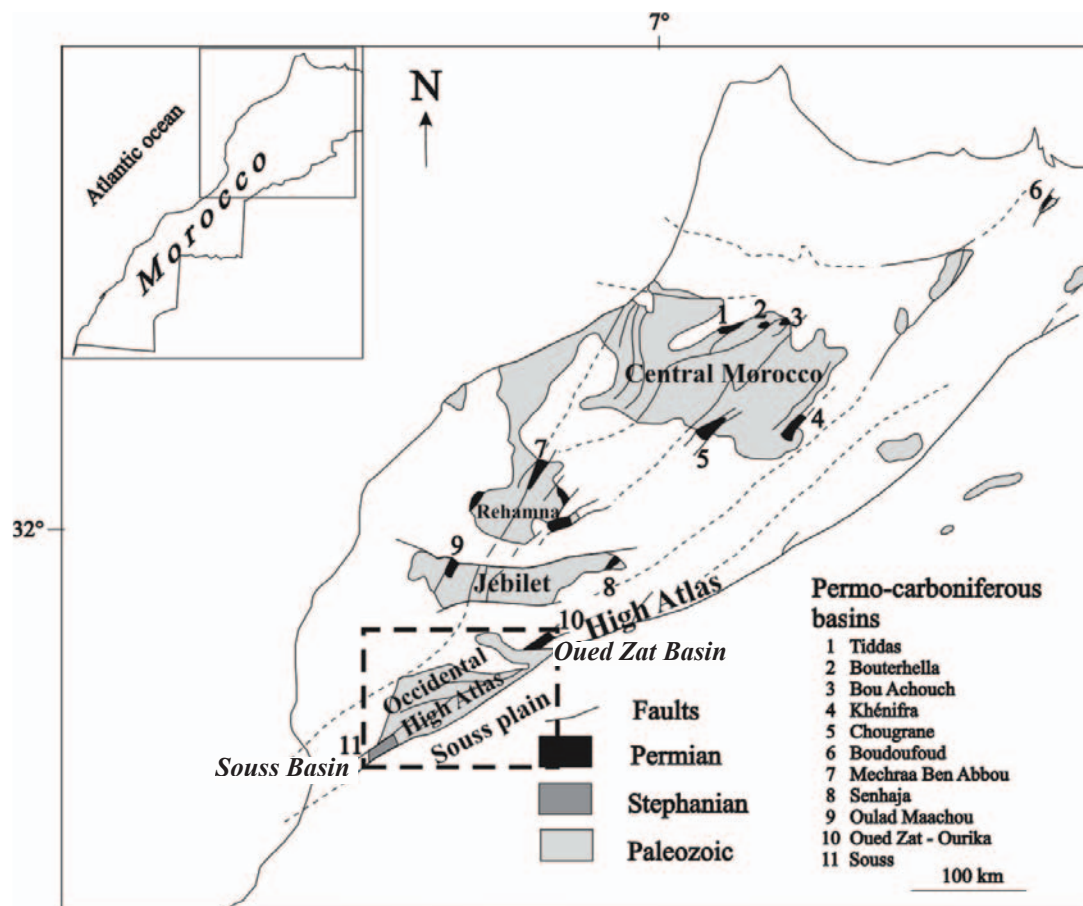 7°
N
Atlantic ocean
Morocco
6
1 2 3
Central Morocco
4
5
7
Rehamna
32°
9
Jebilet
8
High Atlas
10
Oued Zat Basin
Occidental
High Atlas
Souss plain
11
Souss Basin
Faults
Permian
Stephanian
Paleozoic
Permo-carboniferous
basins
1 Tiddas
2 Bouterhella
3 Bou Achouch
4 Khénifra
5 Chougrane
6 Boudoufoud
7 Mechraa Ben Abbou
8 Senhaja
9 Oulad Maachou
10 Oued Zat - Ourika
11 Souss
100 km